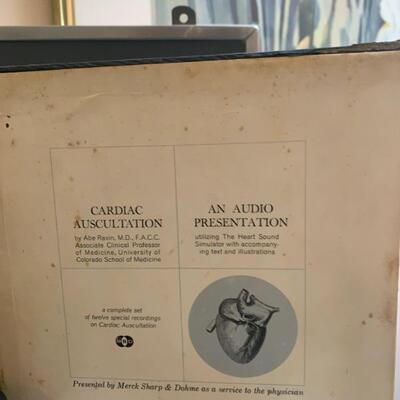 CARDIAC
AUSCULTATION
by Abe Ravin, M.D., F.A.C.C.
Associate Clinical Professor
of Medicine, University of
Colorado School of Medicine
AN AUDIO
PRESENTATION
utilizing The Heart Sound
Simulator with accompany-
ing text and illustrations
a complete set
of twelve special recordings
on Cardiac Auscultation
MSD
Presented by Merck Sharp & Dohme as a service to the physician